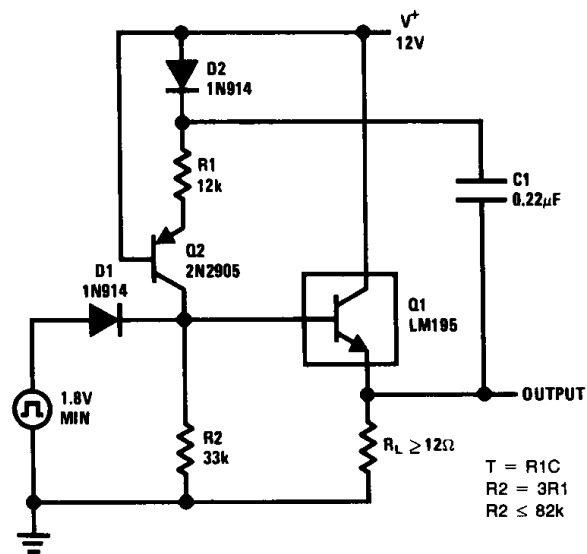 V+
12V
D2
1N914
R1
12k
C1
0.22μF
Q2
2N2905
D1
1N914
Q1
LM195
1.8V
MIN
OUTPUT
R2
33k
RL ≥ 12Ω
T = R1C
R2 = 3R1
R2 ≤ 82k